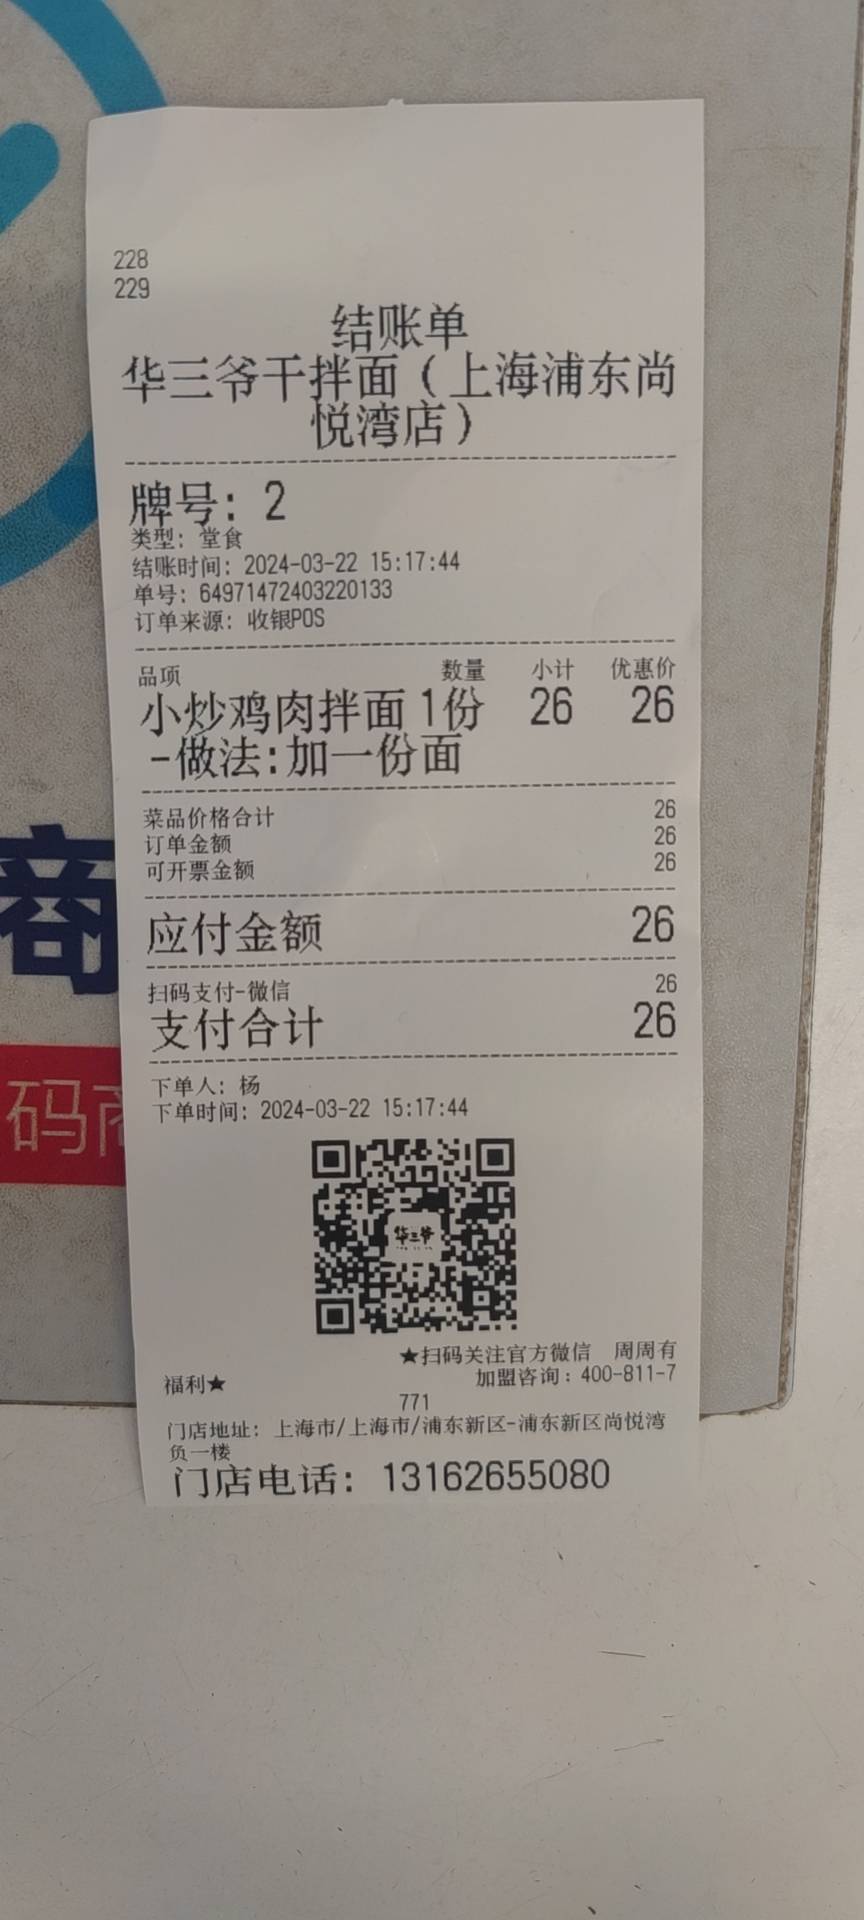 228
229
结账单
华三爷干拌面（上海浦东尚
悦湾店）
牌号：2
类型：堂食
结账时间：2024-03-22 15:17:44
单号：64971472403220133
订单来源：收银POS
品项 数量 小计 优惠价
小炒鸡肉拌面 1份 26 26
-做法:加一份面
菜品价格合计 26
订单金额 26
可开票金额 26
应付金额 26
扫码支付-微信 26
支付合计 26
下单人：杨
下单时间：2024-03-22 15:17:44
华三爷
★扫码关注官方微信 周周有
福利★ 加盟咨询：400-811-7
771
门店地址：上海市/上海市/浦东新区-浦东新区尚悦湾
负一楼
门店电话：13162655080
商
码商